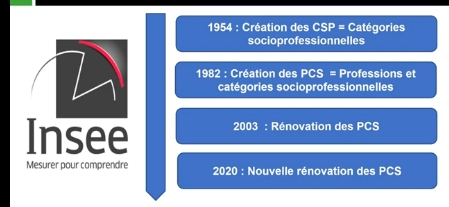 1954 : Création des CSP = Catégories
socioprofessionnelles
1982 : Création des PCS = Professions et
catégories socioprofessionnelles
2003 : Rénovation des PCS
2020 : Nouvelle rénovation des PCS
Insee
Mesurer pour comprendre